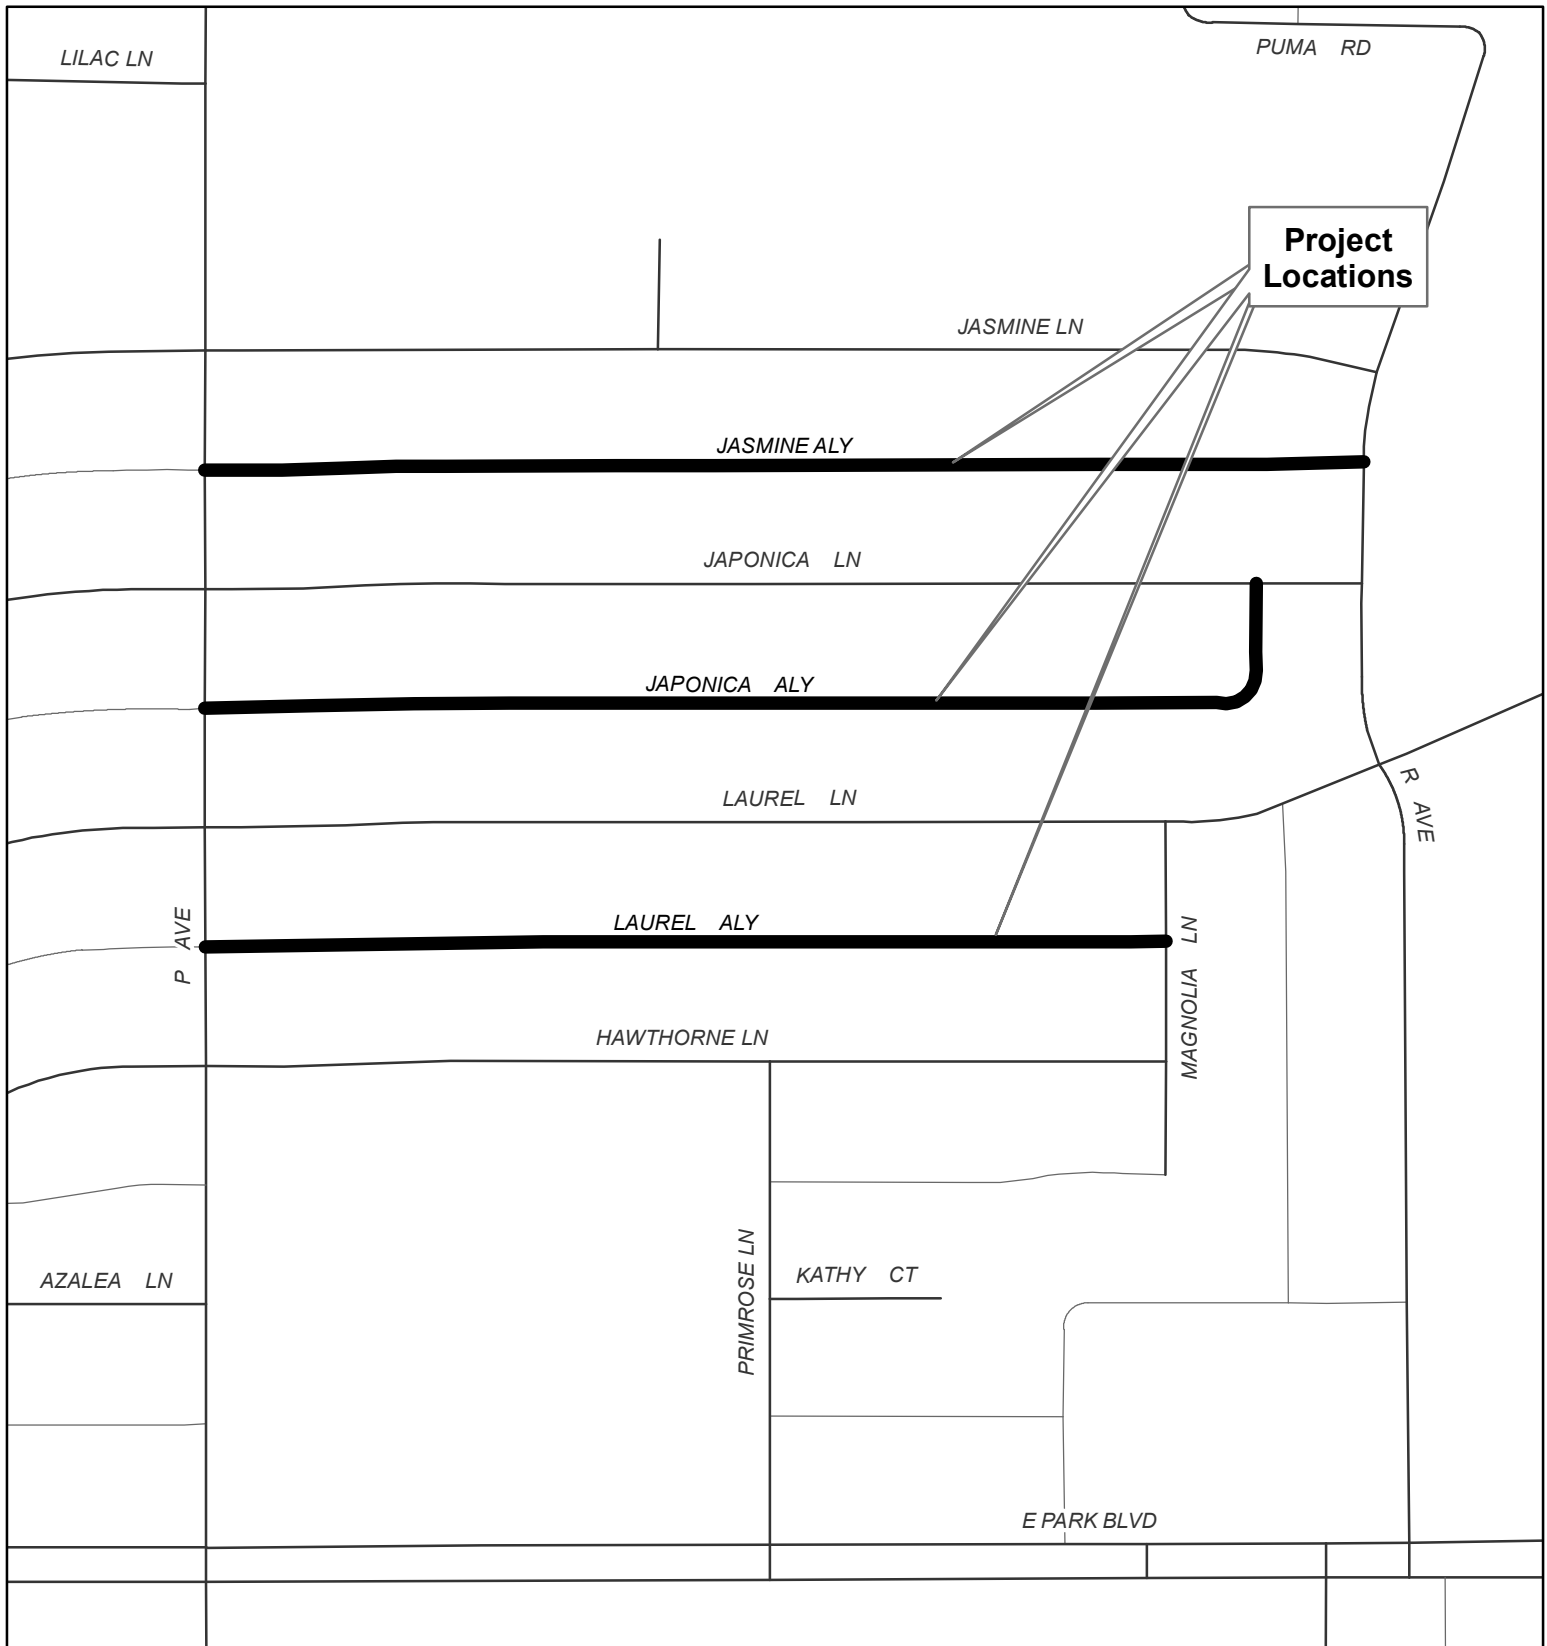 LILAC LN
PUMA RD
Project
Locations
JASMINE LN
JASMINE ALY
JAPONICA LN
JAPONICA ALY
R AVE
LAUREL LN
P AVE
LAUREL ALY
MAGNOLIA LN
HAWTHORNE LN
AZALEA LN
PRIMROSE LN
KATHY CT
E PARK BLVD